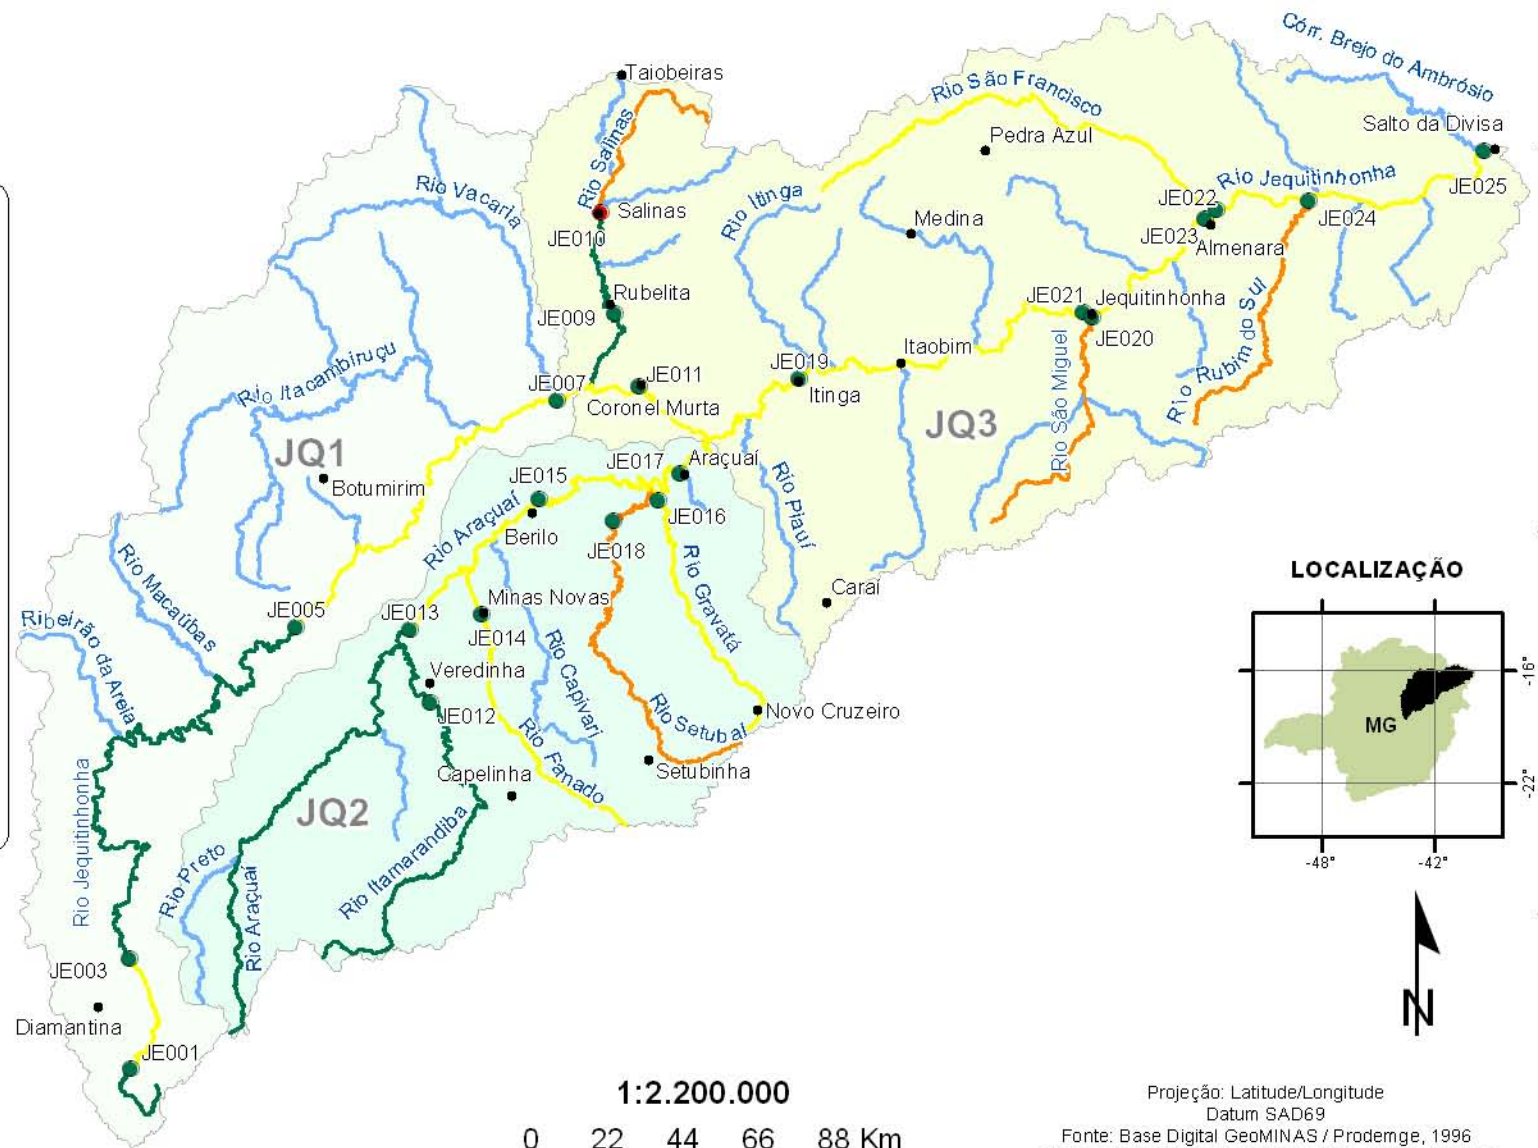 Córr. Brejo do Ambrósio
Taiobeiras
Rio São Francisco
Rio Salinas
Pedra Azul
Salto da Divisa
Rio Vacaria
Rio Itinga
Rio Jequitinhonha
JE025
JE022
Salinas
Medina
JE024
JE010
JE023
Almenara
Rubelita
JE021
Jequitinhonha
JE009
JE020
Rio Itacambiruçu
Itaobim
JE019
JE007
JE011
Itinga
Coronel Murta
Rio São Miguel
Rio Rubim do Sul
JQ3
JQ1
JE017
Araçuaí
JE015
Botumirim
JE016
Rio Piauí
Rio Araçuaí
Berilo
JE018
Rio Macaúbas
Rio Gravatá
LOCALIZAÇÃO
Caraí
JE005
JE013
Minas Novas
Ribeirão da Areia
JE014
Rio Capivari
Veredinha
-16°
JE012
Rio Setubal
Novo Cruzeiro
MG
Rio Fanado
Setubinha
Capelinha
-22°
Rio Jequitinhonha
JQ2
Rio Itamarandiba
-48°
-42°
Rio Preto
Rio Araçuaí
JE003
N
Diamantina
JE001
1:2.200.000
0 22 44 66 88 Km
Projeção: Latitude/Longitude
Datum SAD69
Fonte: Base Digital GeoMINAS / Prodemge, 1996